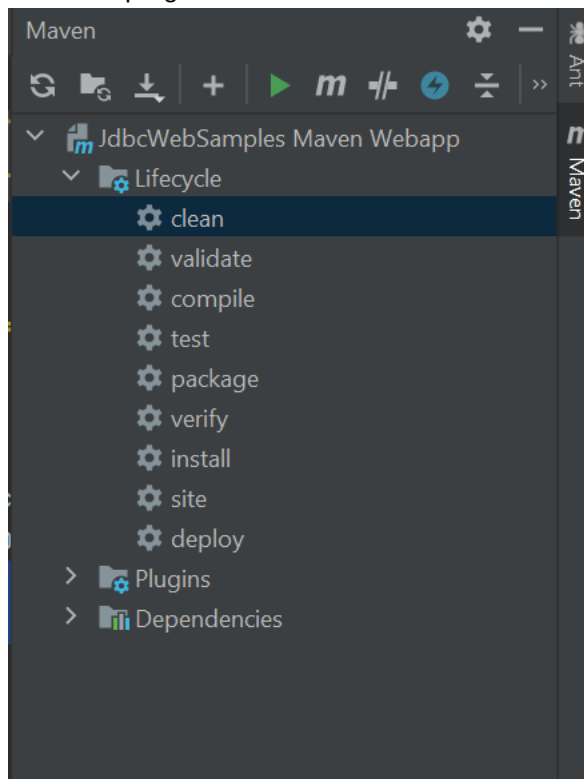 Maven
m
JdbcWebSamples Maven Webapp
Lifecycle
clean
validate
compile
test
package
verify
install
site
deploy
Plugins
Dependencies
Ant
m Maven